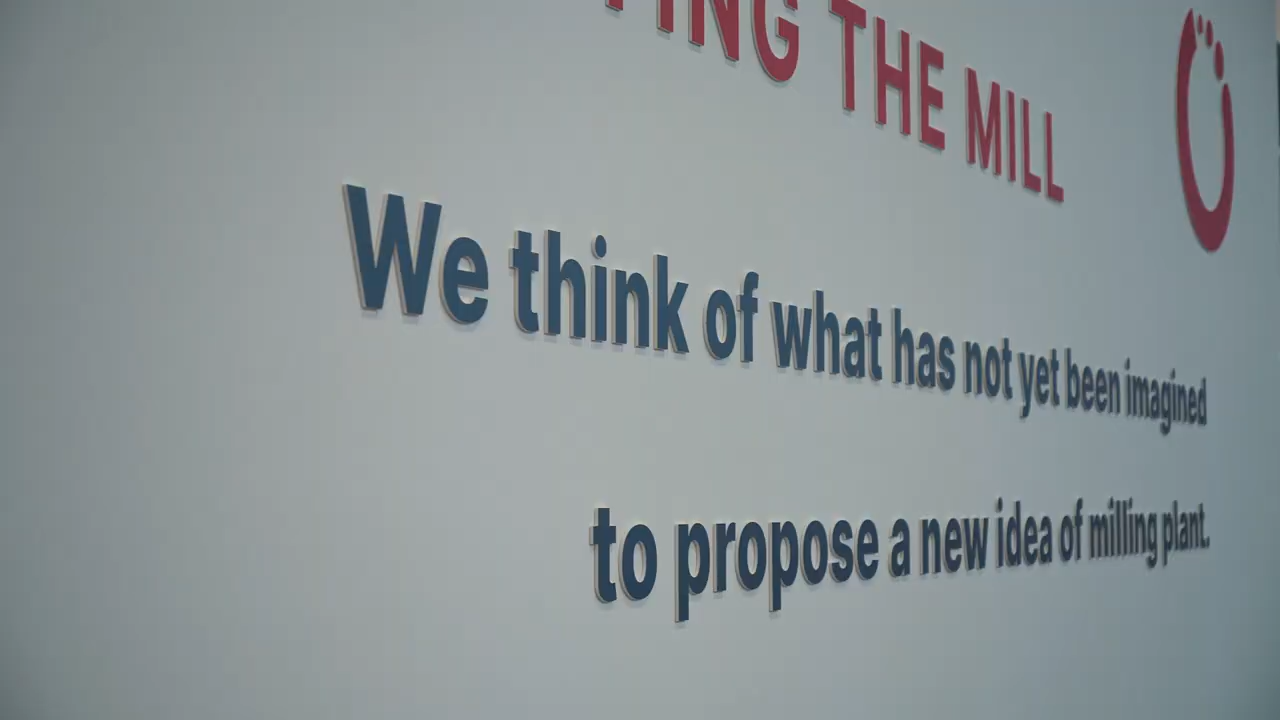 THE MILL
We think of what has not yet been imagined
to propose a new idea of milling plant.